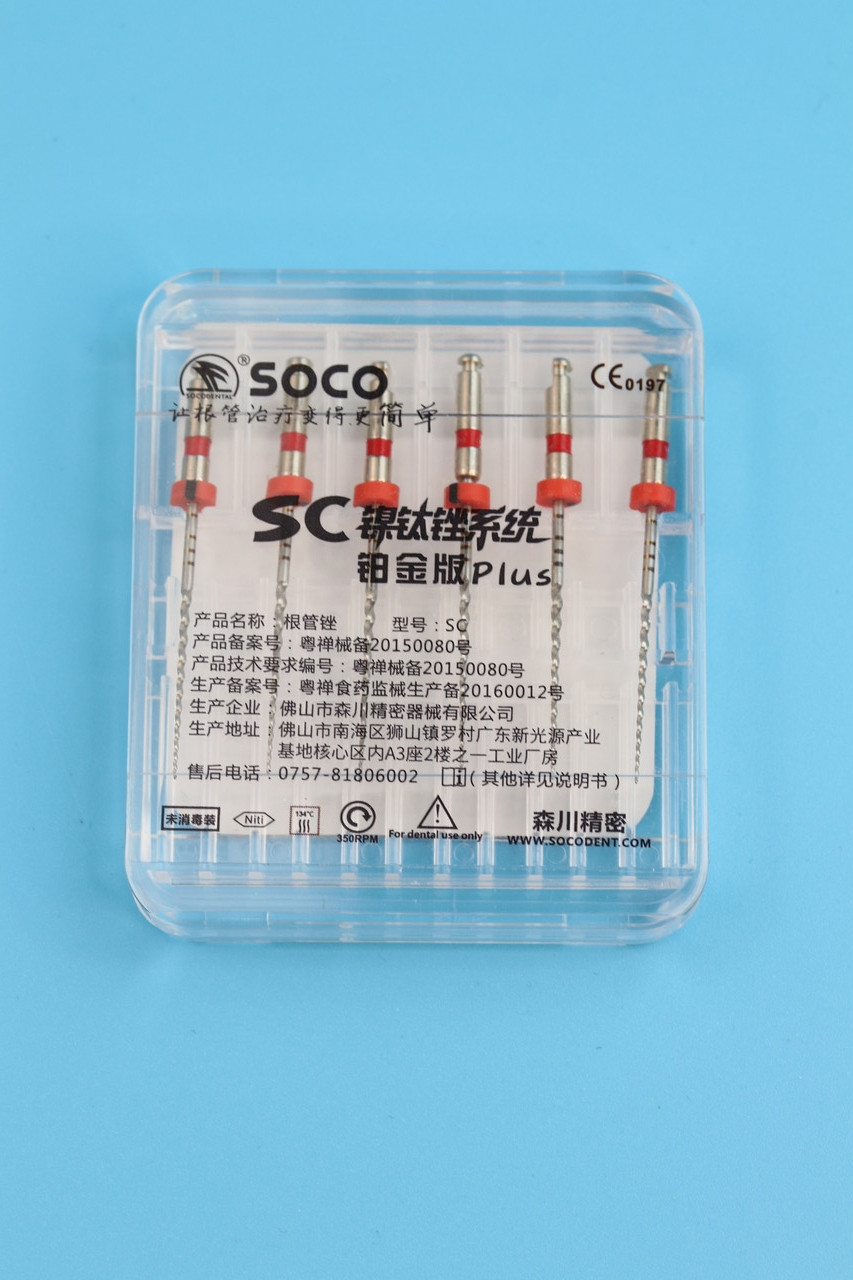 SOCO®
SOCODENTAL
CE0197
让根管治疗变得更简单
SC 镍钛锉系统
铂金版Plus
产品名称：根管锉 型号：SC
产品备案号：粤禅械备20150080号
产品技术要求编号：粤禅械备20150080号
生产备案号：粤禅食药监械生产备20160012号
生产企业：佛山市森川精密器械有限公司
生产地址：佛山市南海区狮山镇罗村广东新光源产业
基地核心区内A3座2楼之一工业厂房
售后电话：0757-81806002 i(其他详见说明书)
未消毒装
Niti
134℃
350RPM
For dental use only
森川精密
WWW.SOCODENT.COM